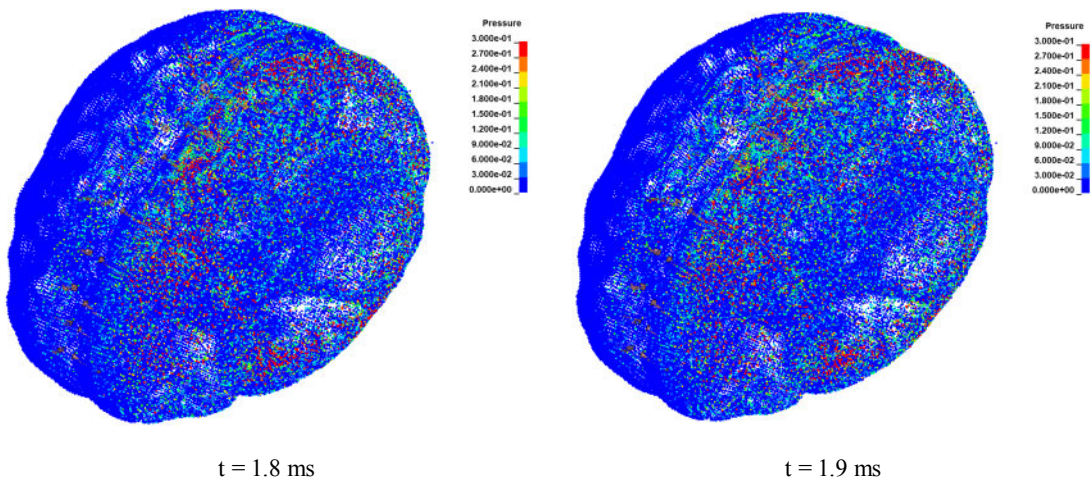 Pressure
3.000e-01
2.700e-01
2.400e-01
2.100e-01
1.800e-01
1.500e-01
1.200e-01
9.000e-02
6.000e-02
3.000e-02
0.000e+00
Pressure
3.000e-01
2.700e-01
2.400e-01
2.100e-01
1.800e-01
1.500e-01
1.200e-01
9.000e-02
6.000e-02
3.000e-02
0.000e+00
t = 1.8 ms
t = 1.9 ms